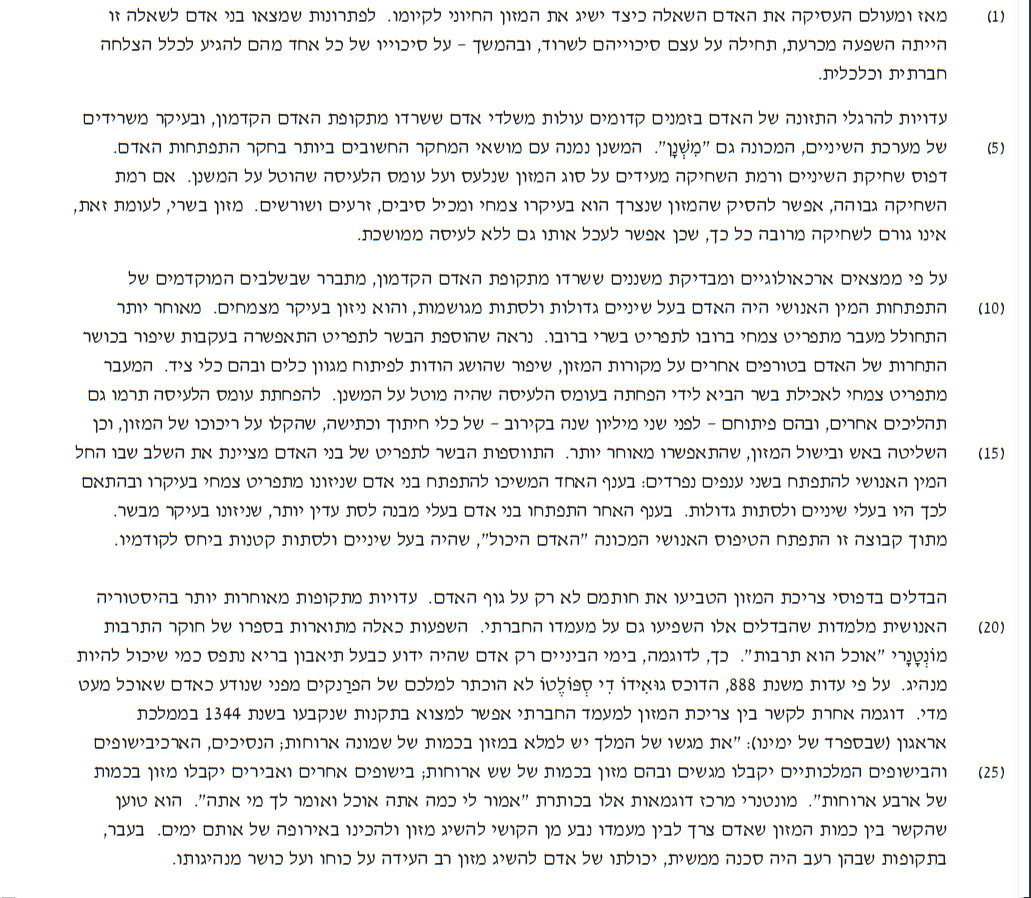 (1) מאז ומעולם העסיקה את האדם השאלה כיצד ישיג את המזון החיוני לקיומו. לפתרונות שמצאו בני אדם לשאלה זו
הייתה השפעה מכרעת, תחילה על עצם סיכוייהם לשרוד, ובהמשך – על סיכוייו של כל אחד מהם להגיע לכלל הצלחה
חברתית וכלכלית.
עדויות להרגלי התזונה של האדם בזמנים קדומים עולות משלדי אדם ששרדו מתקופת האדם הקדמון, ובעיקר משרידים
(5) של מערכת השיניים, המכונה גם "מִשְׁנָן". המשנן נמנה עם מושאי המחקר החשובים ביותר בחקר התפתחות האדם.
דפוס שחיקת השיניים ורמת השחיקה מעידים על סוג המזון שנלעס ועל עומס הלעיסה שהוטל על המשנן. אם רמת
השחיקה גבוהה, אפשר להסיק שהמזון שנצרך הוא בעיקרו צמחי ומכיל סיבים, זרעים ושורשים. מזון בשרי, לעומת זאת,
אינו גורם לשחיקה מרובה כל כך, שכן אפשר לעכל אותו גם ללא לעיסה ממושכת.
על פי ממצאים ארכאולוגיים ומבדיקת משננים ששרדו מתקופת האדם הקדמון, מתברר שבשלבים המוקדמים של
(10) התפתחות המין האנושי היה האדם בעל שיניים גדולות ולסתות מגושמות, והוא ניזון בעיקר מצמחים. מאוחר יותר
התחולל מעבר מתפריט צמחי ברובו לתפריט בשרי ברובו. נראה שהוספת הבשר לתפריט התאפשרה בעקבות שיפור בכושר
התחרות של האדם בטורפים אחרים על מקורות המזון, שיפור שהושג הודות לפיתוח מגוון כלים ובהם כלי ציד. המעבר
מתפריט צמחי לאכילת בשר הביא לידי הפחתה בעומס הלעיסה שהיה מוטל על המשנן. להפחתת עומס הלעיסה תרמו גם
תהליכים אחרים, ובהם פיתוחם – לפני שני מיליון שנה בקירוב – של כלי חיתוך וכתישה, שהקלו על ריכוכו של המזון, וכן
(15) השליטה באש ובישול המזון, שהתאפשרו מאוחר יותר. התווספות הבשר לתפריט של בני האדם מציינת את השלב שבו החל
המין האנושי להתפתח בשני ענפים נפרדים: בענף האחד המשיכו להתפתח בני אדם שניזונו מתפריט צמחי בעיקרו ובהתאם
לכך היו בעלי שיניים ולסתות גדולות. בענף האחר התפתחו בני אדם בעלי מבנה לסת עדין יותר, שניזונו בעיקר מבשר.
מתוך קבוצה זו התפתח הטיפוס האנושי המכונה "האדם היכול", שהיה בעל שיניים ולסתות קטנות ביחס לקודמיו.
הבדלים בדפוסי צריכת המזון הטביעו את חותמם לא רק על גוף האדם. עדויות מתקופות מאוחרות יותר בהיסטוריה
(20) האנושית מלמדות שהבדלים אלו השפיעו גם על מעמדו החברתי. השפעות כאלה מתוארות בספרו של חוקר התרבות
מוֹנְטָנָרִי "אוכל הוא תרבות". כך, לדוגמה, בימי הביניים רק אדם שהיה ידוע כבעל תיאבון בריא נתפס כמי שיכול להיות
מנהיג. על פי עדות משנת 888, הדוכס גוּאִידוֹ דִי סְפּוֹלֶטוֹ לא הוכתר למלכם של הפרַנקים מפני שנודע כאדם שאוכל מעט
מדי. דוגמה אחרת לקשר בין צריכת המזון למעמד החברתי אפשר למצוא בתקנות שנקבעו בשנת 1344 בממלכת
אראגון (שבספרד של ימינו): "את מגשו של המלך יש למלא במזון בכמות של שמונה ארוחות; הנסיכים, הארכיבישופים
(25) והבישופים המלכותיים יקבלו מגשים ובהם מזון בכמות של שש ארוחות; בישופים אחרים ואבירים יקבלו מזון בכמות
של ארבע ארוחות". מונטנרי מרכז דוגמאות אלו בכותרת "אמור לי כמה אתה אוכל ואומר לך מי אתה". הוא טוען
שהקשר בין כמות המזון שאדם צרך לבין מעמדו נבע מן הקושי להשיג מזון ולהכינו באירופה של אותם ימים. בעבר,
בתקופות שבהן רעב היה סכנה ממשית, יכולתו של אדם להשיג מזון רב העידה על כוחו ועל כושר מנהיגותו.